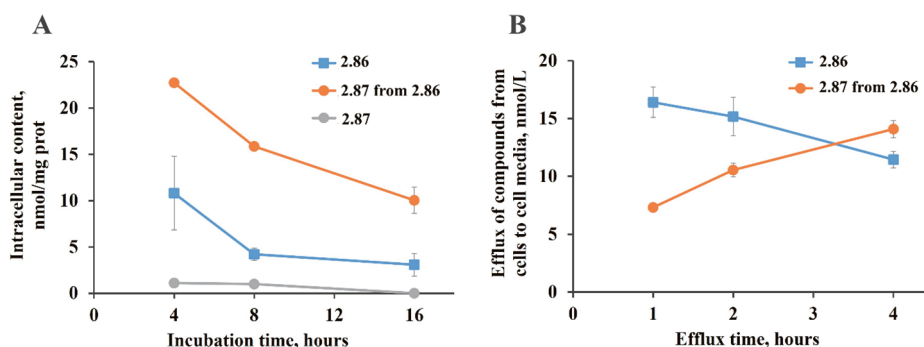 A
B
Intracellular content,
nmol/mg prot
25
20
15
10
5
0
0
4
8
12
16
Incubation time, hours
2.86
2.87 from 2.86
2.87
Efflux of compounds from
cells to cell media, nmol/L
20
15
10
5
0
0
1
2
3
4
Efflux time, hours
2.86
2.87 from 2.86